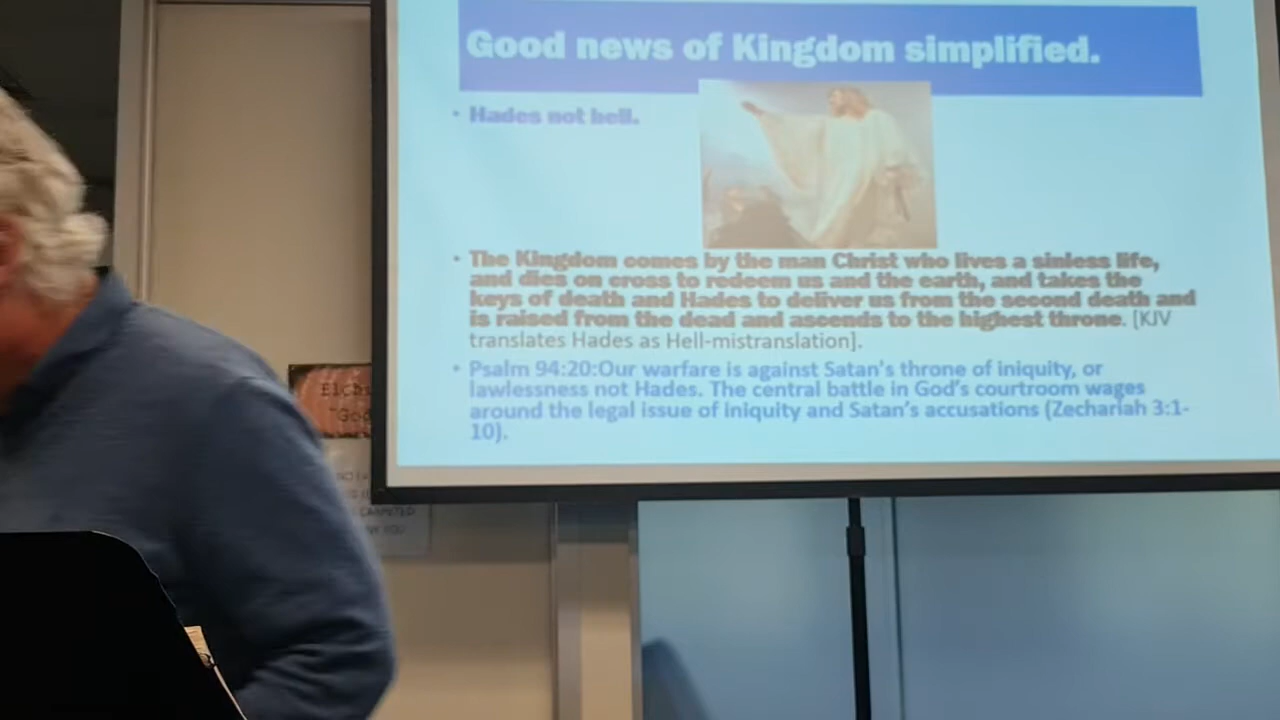 Good news of Kingdom simplified.
• Hades not hell.
• The Kingdom comes by the man Christ who lives a sinless life,
and dies on cross to redeem us and the earth, and takes the
keys of death and Hades to deliver us from the second death and
is raised from the dead and ascends to the highest throne. [KJV
translates Hades as Hell-mistranslation].
• Psalm 94:20:Our warfare is against Satan's throne of iniquity, or
lawlessness not Hades. The central battle in God's courtroom wages
around the legal issue of iniquity and Satan's accusations (Zechariah 3:1-
10).
"God
CARPETED
YOU